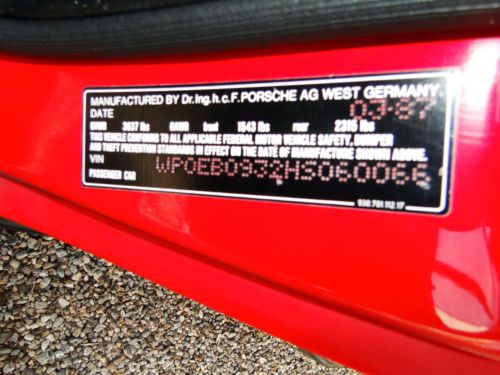 MANUFACTURED BY Dr.Ing.h.c.F.PORSCHE AG WEST GERMANY
DATE 03-87
GVWR 3637 lbs GAWR front 1543 lbs rear 2315 lbs
THIS VEHICLE CONFORMS TO ALL APPLICABLE FEDERAL MOTOR VEHICLE SAFETY, BUMPER
AND THEFT PREVENTION STANDARDS IN EFFECT ON THE DATE OF MANUFACTURE SHOWN ABOVE.
VIN WP0EB0932HS060066
PASSENGER CAR